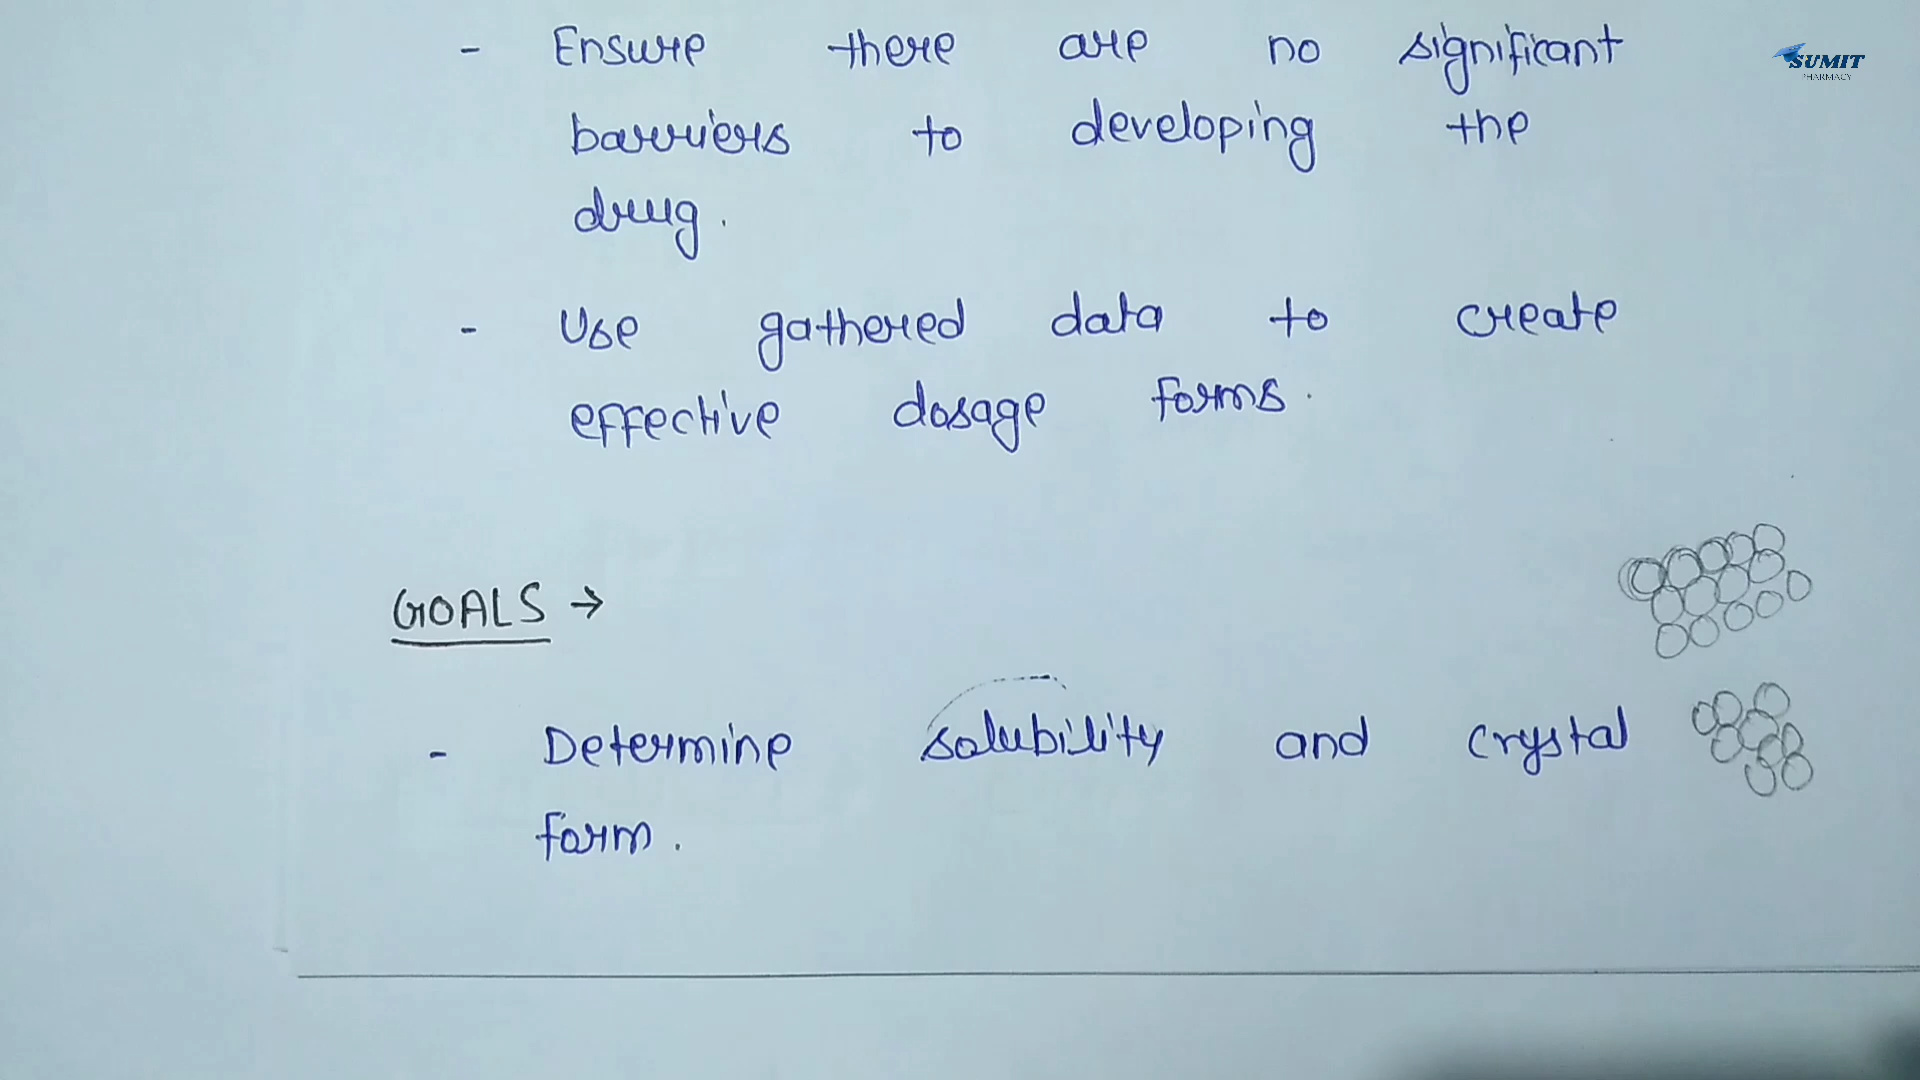 - Ensure there are no significant
barriers to developing the
drug.
- Use gathered data to create
effective dosage forms.
GOALS →
- Determine solubility and crystal
form.
SUMIT
PHARMACY